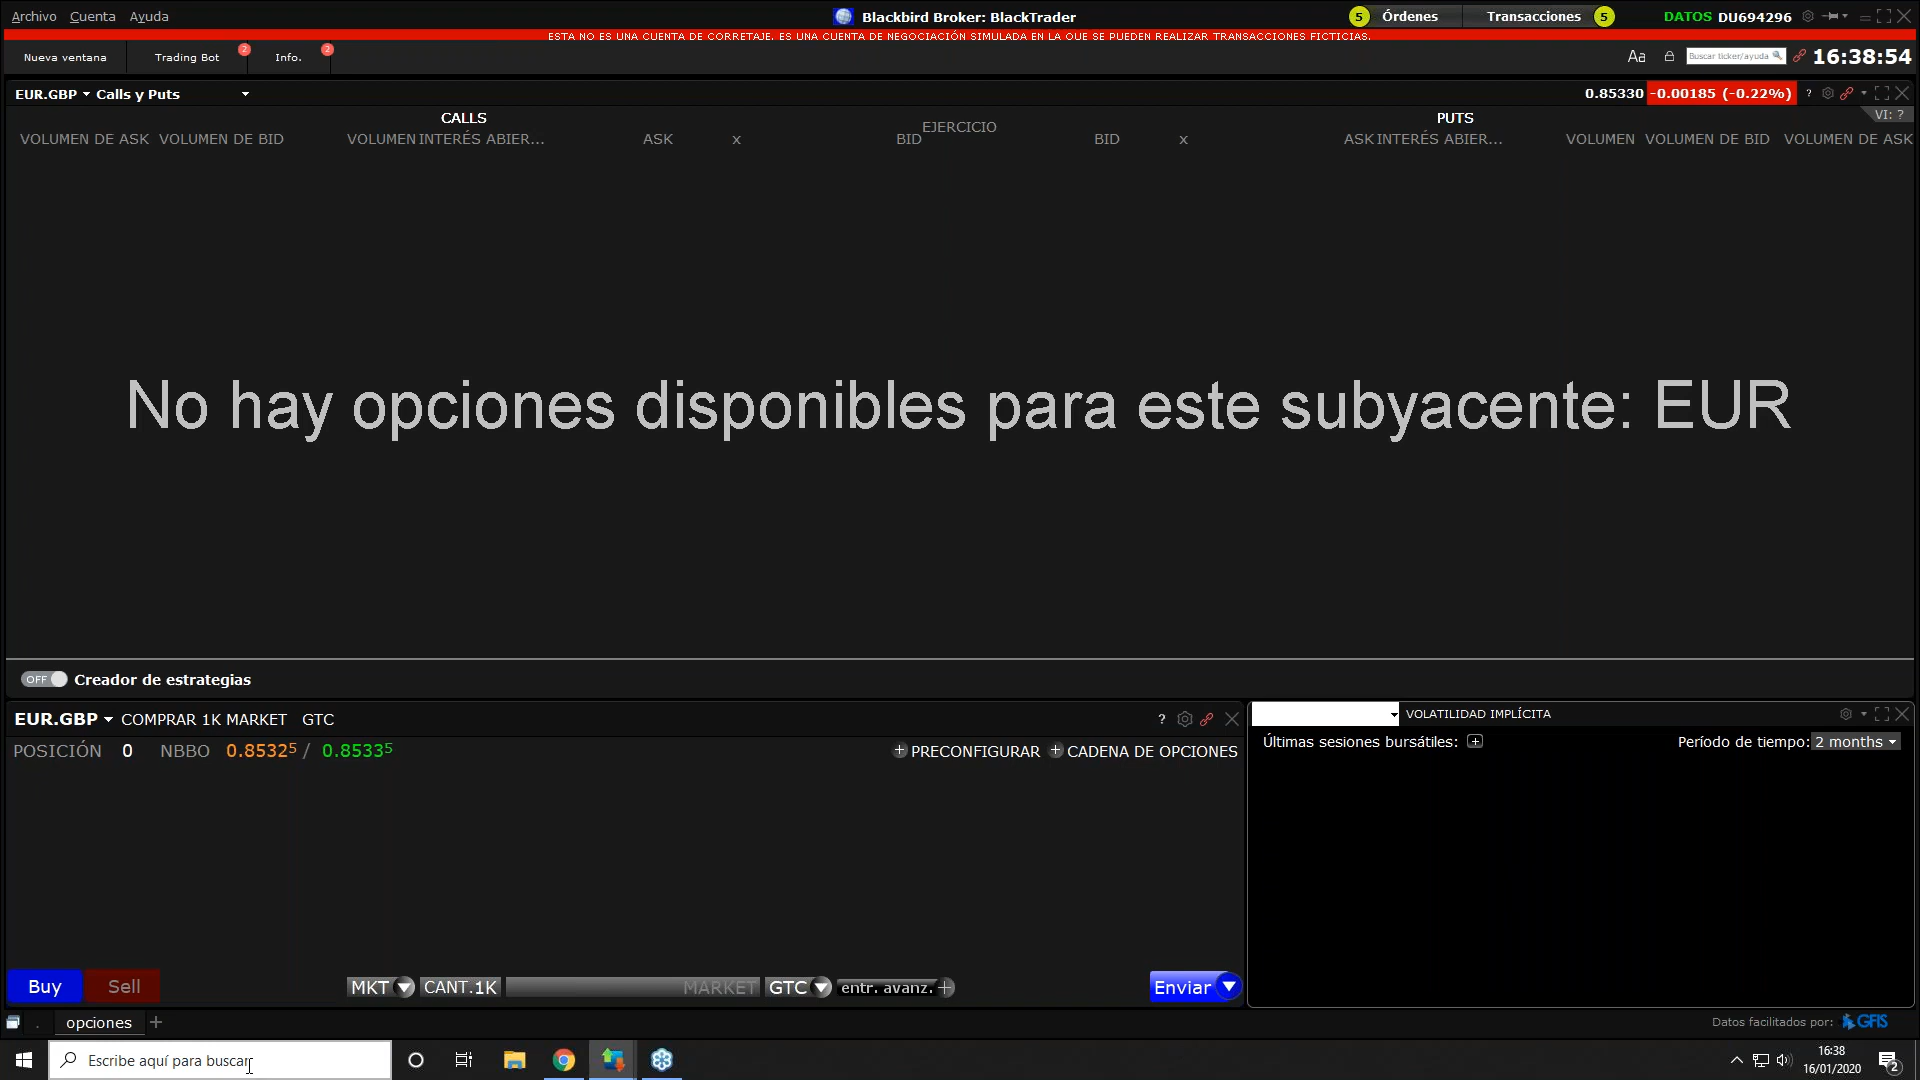 Archivo Cuenta Ayuda
Blackbird Broker: BlackTrader
5 Órdenes Transacciones 5
DATOS DU694296
ESTA NO ES UNA CUENTA DE CORRETAJE. ES UNA CUENTA DE NEGOCIACIÓN SIMULADA EN LA QUE SE PUEDEN REALIZAR TRANSACCIONES FICTICIAS.
Nueva ventana Trading Bot 2 Info. 2
Aa Buscar ticker/ayuda 16:38:54
EUR.GBP Calls y Puts
0.85330 -0.00185 (-0.22%) ?
VI: ?
CALLS EJERCICIO PUTS
VOLUMEN DE ASK VOLUMEN DE BID VOLUMEN INTERÉS ABIER... ASK x BID BID x ASK INTERÉS ABIER... VOLUMEN VOLUMEN DE BID VOLUMEN DE ASK
No hay opciones disponibles para este subyacente: EUR
OFF Creador de estrategias
EUR.GBP COMPRAR 1K MARKET GTC ?
POSICIÓN 0 NBBO 0.85325 / 0.85335
+ PRECONFIGURAR + CADENA DE OPCIONES
VOLATILIDAD IMPLÍCITA
Últimas sesiones bursátiles: + Período de tiempo: 2 months
Buy Sell MKT CANT.1K MARKET GTC entr. avanz. + Enviar
. opciones +
Datos facilitados por: GFIS
Escribe aquí para buscar
16:38
16/01/2020
2